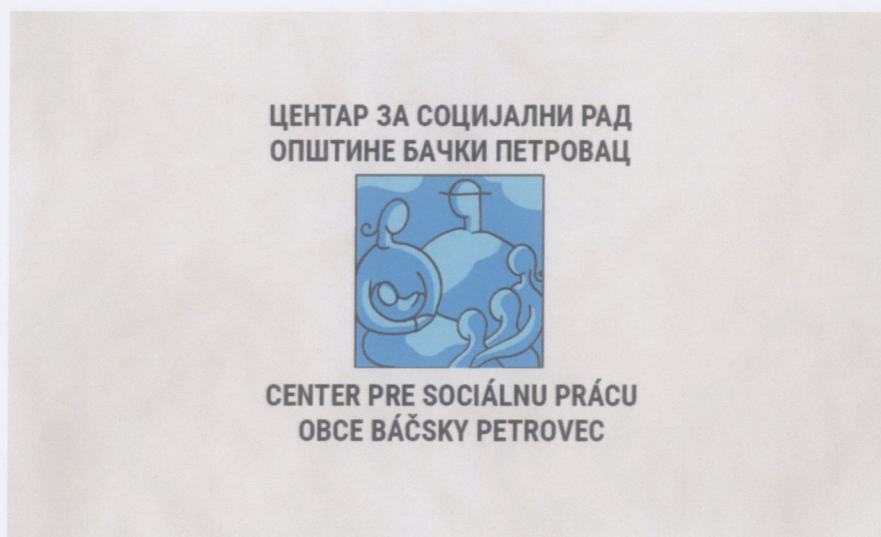 ЦЕНТАР ЗА СОЦИЈАЛНИ РАД
ОПШТИНЕ БАЧКИ ПЕТРОВАЦ
CENTER PRE SOCIÁLNU PRÁCU
OBCE BÁČSKY PETROVEC